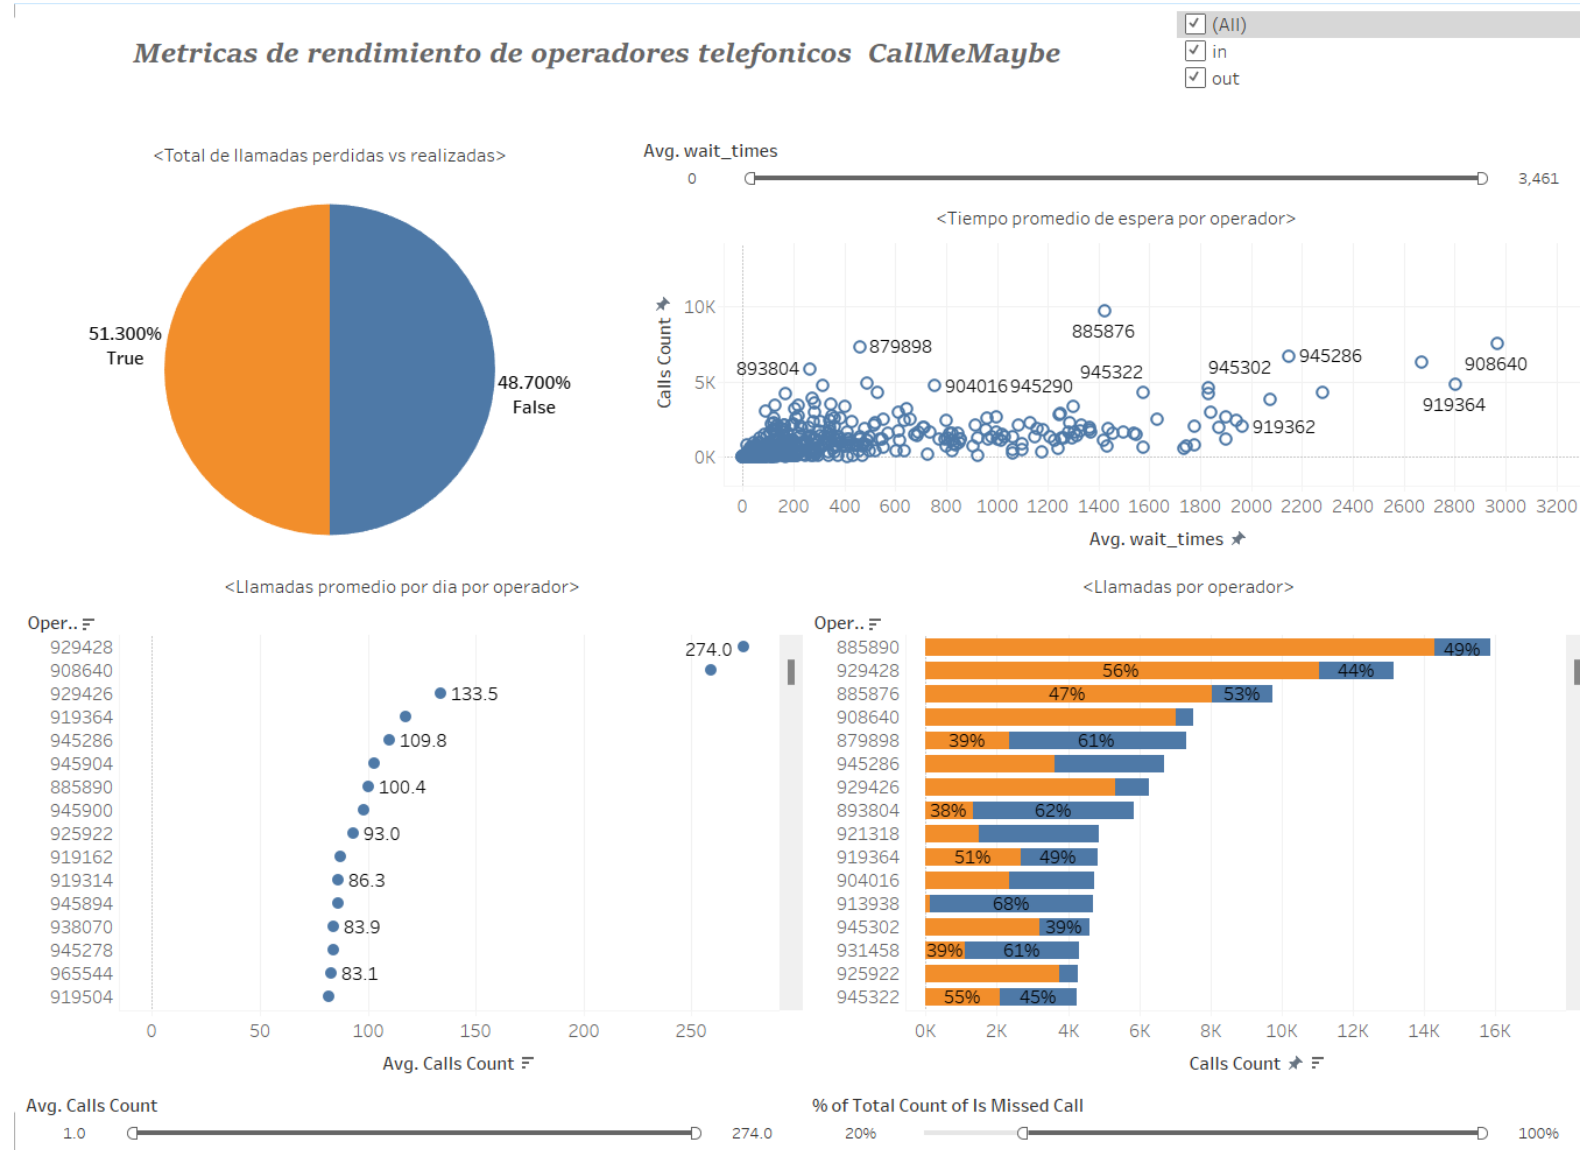 Metricas de rendimiento de operadores telefonicos CallMeMaybe
(All)
in
out
<Total de llamadas perdidas vs realizadas>
51.300%
True
48.700%
False
Avg. wait_times
0 3,461
<Tiempo promedio de espera por operador>
Calls Count
10K
5K
0K
885876
879898
893804
904016
945290
945322
945302
945286
908640
919364
919362
0 200 400 600 800 1000 1200 1400 1600 1800 2000 2200 2400 2600 2800 3000 3200
Avg. wait_times
<Llamadas promedio por dia por operador>
Oper..
929428 274.0
908640
929426 133.5
919364
945286 109.8
945904
885890 100.4
945900
925922 93.0
919162
919314 86.3
945894
938070 83.9
945278
965544 83.1
919504
0 50 100 150 200 250
Avg. Calls Count
<Llamadas por operador>
Oper..
885890 49%
929428 56% 44%
885876 47% 53%
908640
879898 39% 61%
945286
929426
893804 38% 62%
921318
919364 51% 49%
904016
913938 68%
945302 39%
931458 39% 61%
925922
945322 55% 45%
0K 2K 4K 6K 8K 10K 12K 14K 16K
Calls Count
Avg. Calls Count
1.0 274.0
% of Total Count of Is Missed Call
20% 100%